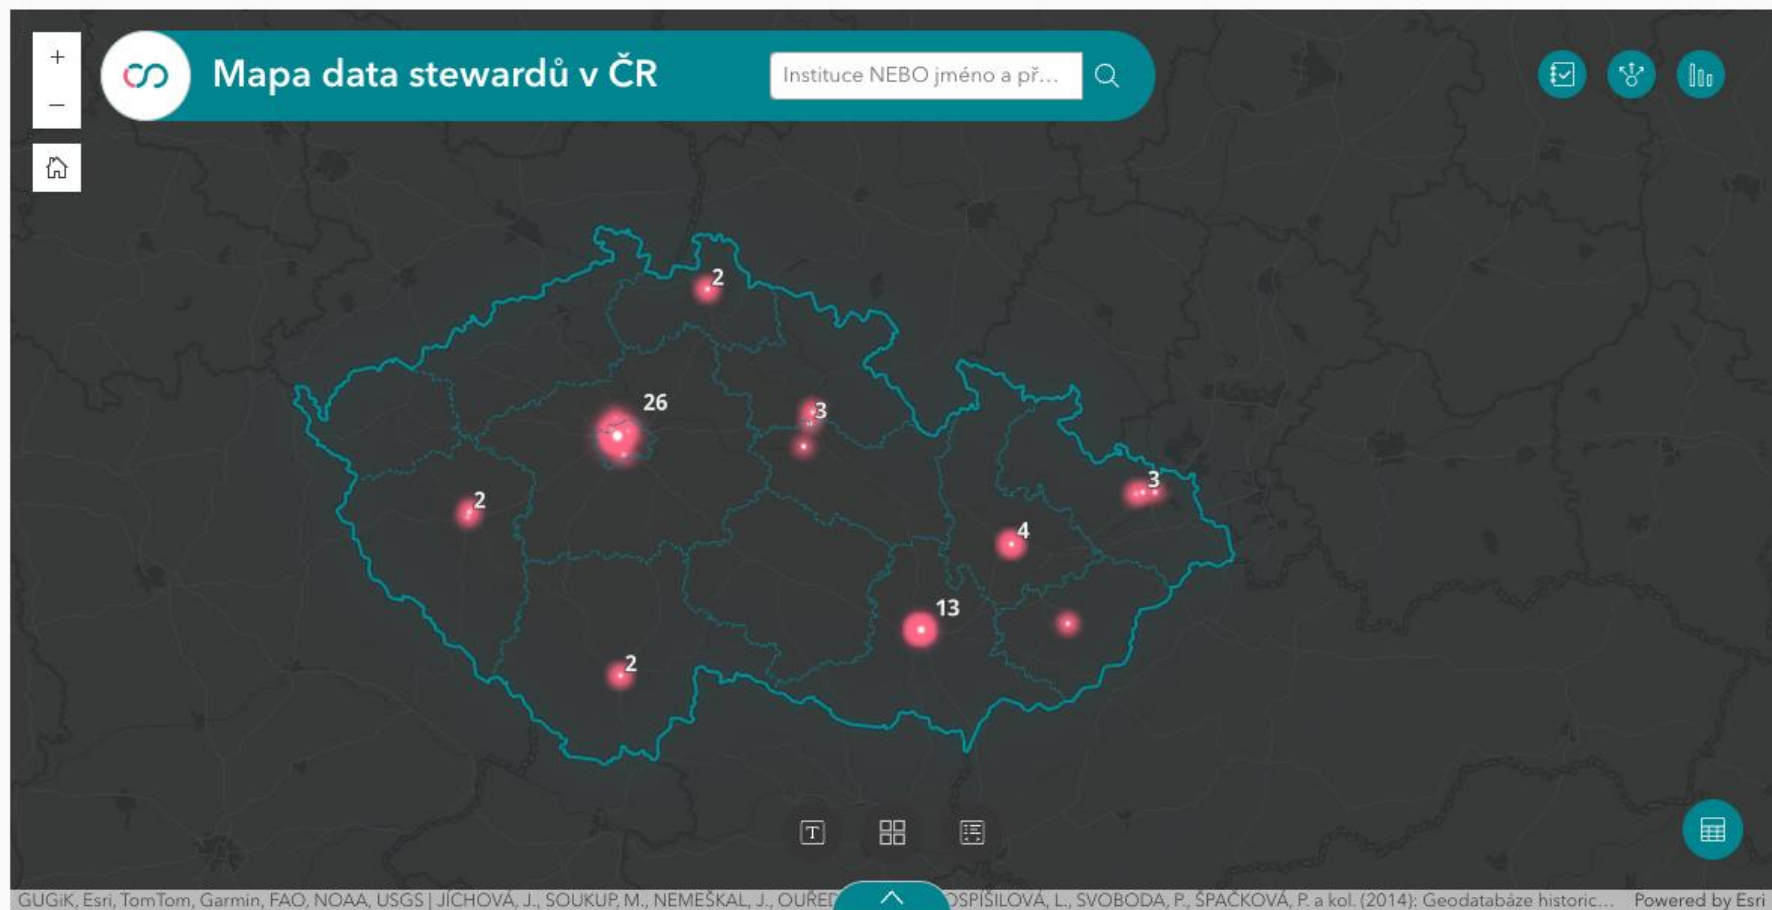 +
Mapa data stewardů v ČR
Instituce NEBO jméno a př...
−
2
26
3
2
3
4
13
2
T
GUGiK, Esri, TomTom, Garmin, FAO, NOAA, USGS | JÍCHOVÁ, J., SOUKUP, M., NEMEŠKAL, J., OUŘED
OSPÍŠILOVÁ, L., SVOBODA, P., ŠPAČKOVÁ, P. a kol. (2014): Geodatabáze historic...
Powered by Esri